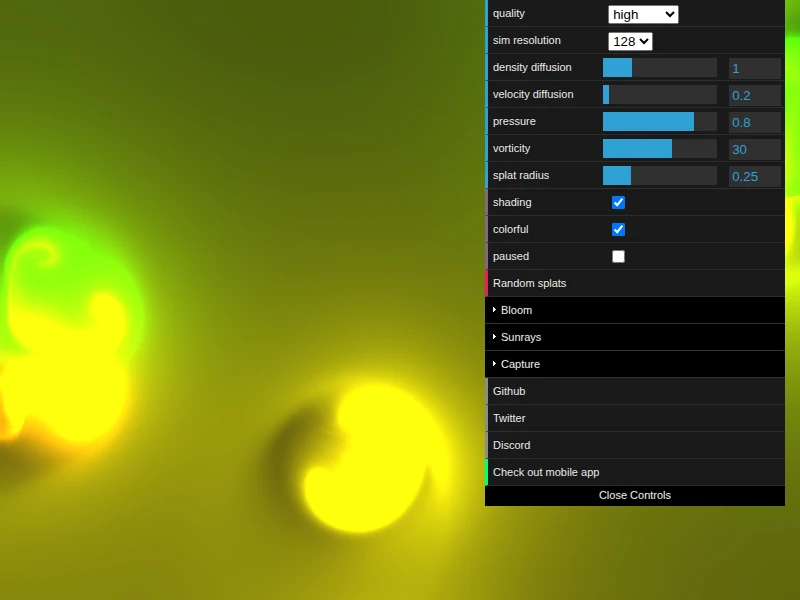 quality high
sim resolution 128
density diffusion 1
velocity diffusion 0.2
pressure 0.8
vorticity 30
splat radius 0.25
shading
colorful
paused
Random splats
Bloom
Sunrays
Capture
Github
Twitter
Discord
Check out mobile app
Close Controls